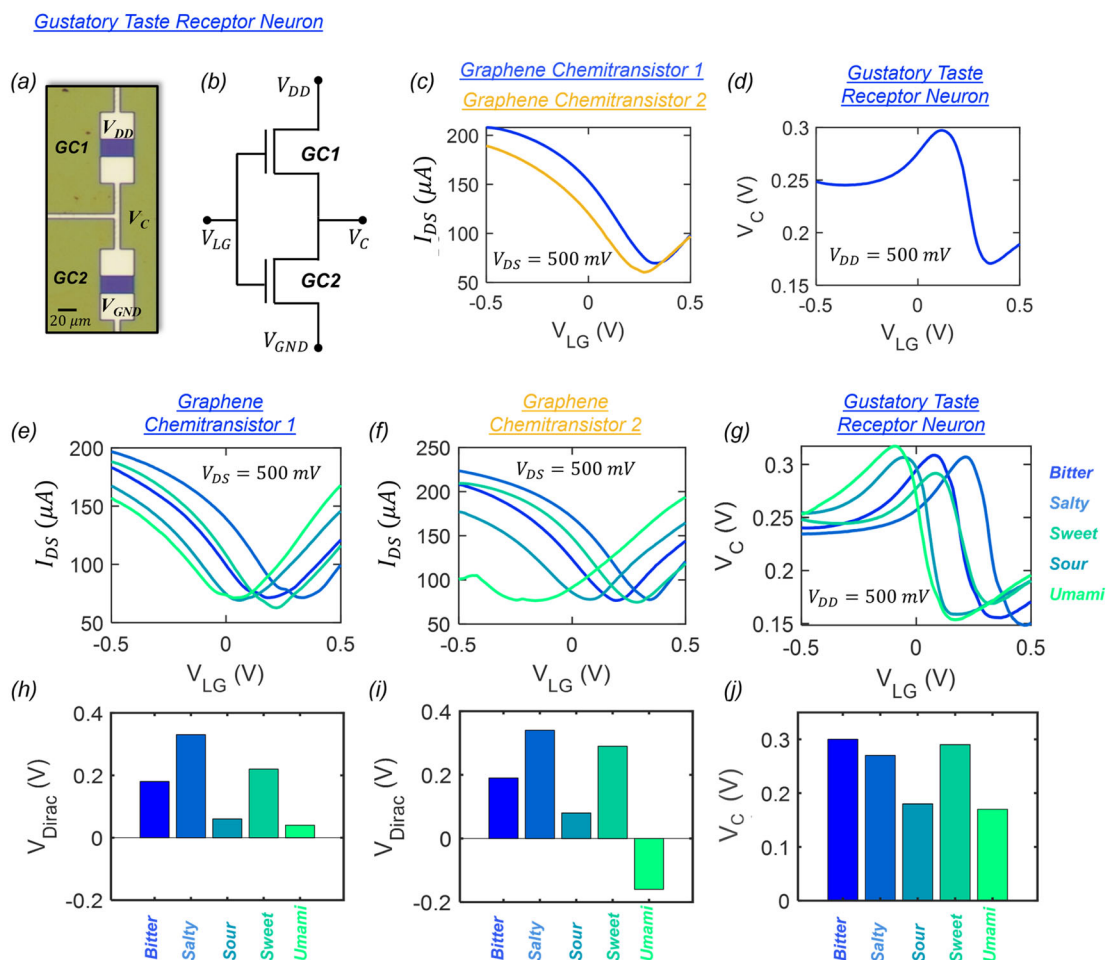 Gustatory Taste Receptor Neuron
(a)
V_DD
GC1
V_C
GC2
V_GND
20 μm
(b)
V_DD
GC1
V_LG
V_C
GC2
V_GND
(c)
Graphene Chemitransistor 1
Graphene Chemitransistor 2
200
150
100
50
I_DS (μA)
V_DS = 500 mV
-0.5
0
0.5
V_LG (V)
(d)
Gustatory Taste
Receptor Neuron
0.3
0.25
0.2
0.15
V_C (V)
V_DD = 500 mV
-0.5
0
0.5
V_LG (V)
(e)
Graphene
Chemitransistor 1
200
150
100
50
I_DS (μA)
V_DS = 500 mV
-0.5
0
0.5
V_LG (V)
(f)
Graphene
Chemitransistor 2
250
200
150
100
50
I_DS (μA)
V_DS = 500 mV
-0.5
0
0.5
V_LG (V)
(g)
Gustatory Taste
Receptor Neuron
0.3
0.25
0.2
0.15
V_C (V)
V_DD = 500 mV
-0.5
0
0.5
V_LG (V)
Bitter
Salty
Sweet
Sour
Umami
(h)
0.4
0.2
0
-0.2
V_Dirac (V)
Bitter
Salty
Sour
Sweet
Umami
(i)
0.4
0.2
0
-0.2
V_Dirac (V)
Bitter
Salty
Sour
Sweet
Umami
(j)
0.3
0.2
0.1
0
V_C (V)
Bitter
Salty
Sour
Sweet
Umami